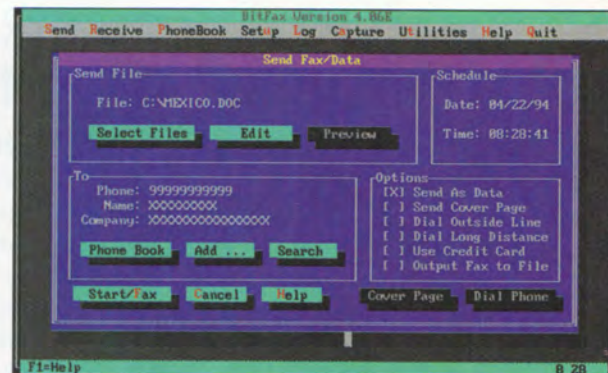 BitFax Version 4.06E
Send Receive PhoneBook Setup Log Capture Utilities Help Quit
Send Fax/Data
Send File
File: C:\MEXICO.DOC
Select Files Edit Preview
Schedule
Date: 04/22/94
Time: 08:28:41
To
Phone: 99999999999
Name: XXXXXXXXX
Company: XXXXXXXXXXXXXXXX
Phone Book Add ... Search
Options
[X] Send As Data
[ ] Send Cover Page
[ ] Dial Outside Line
[ ] Dial Long Distance
[ ] Use Credit Card
[ ] Output Fax to File
Start/Fax Cancel Help Cover Page Dial Phone
F1=Help 8 28